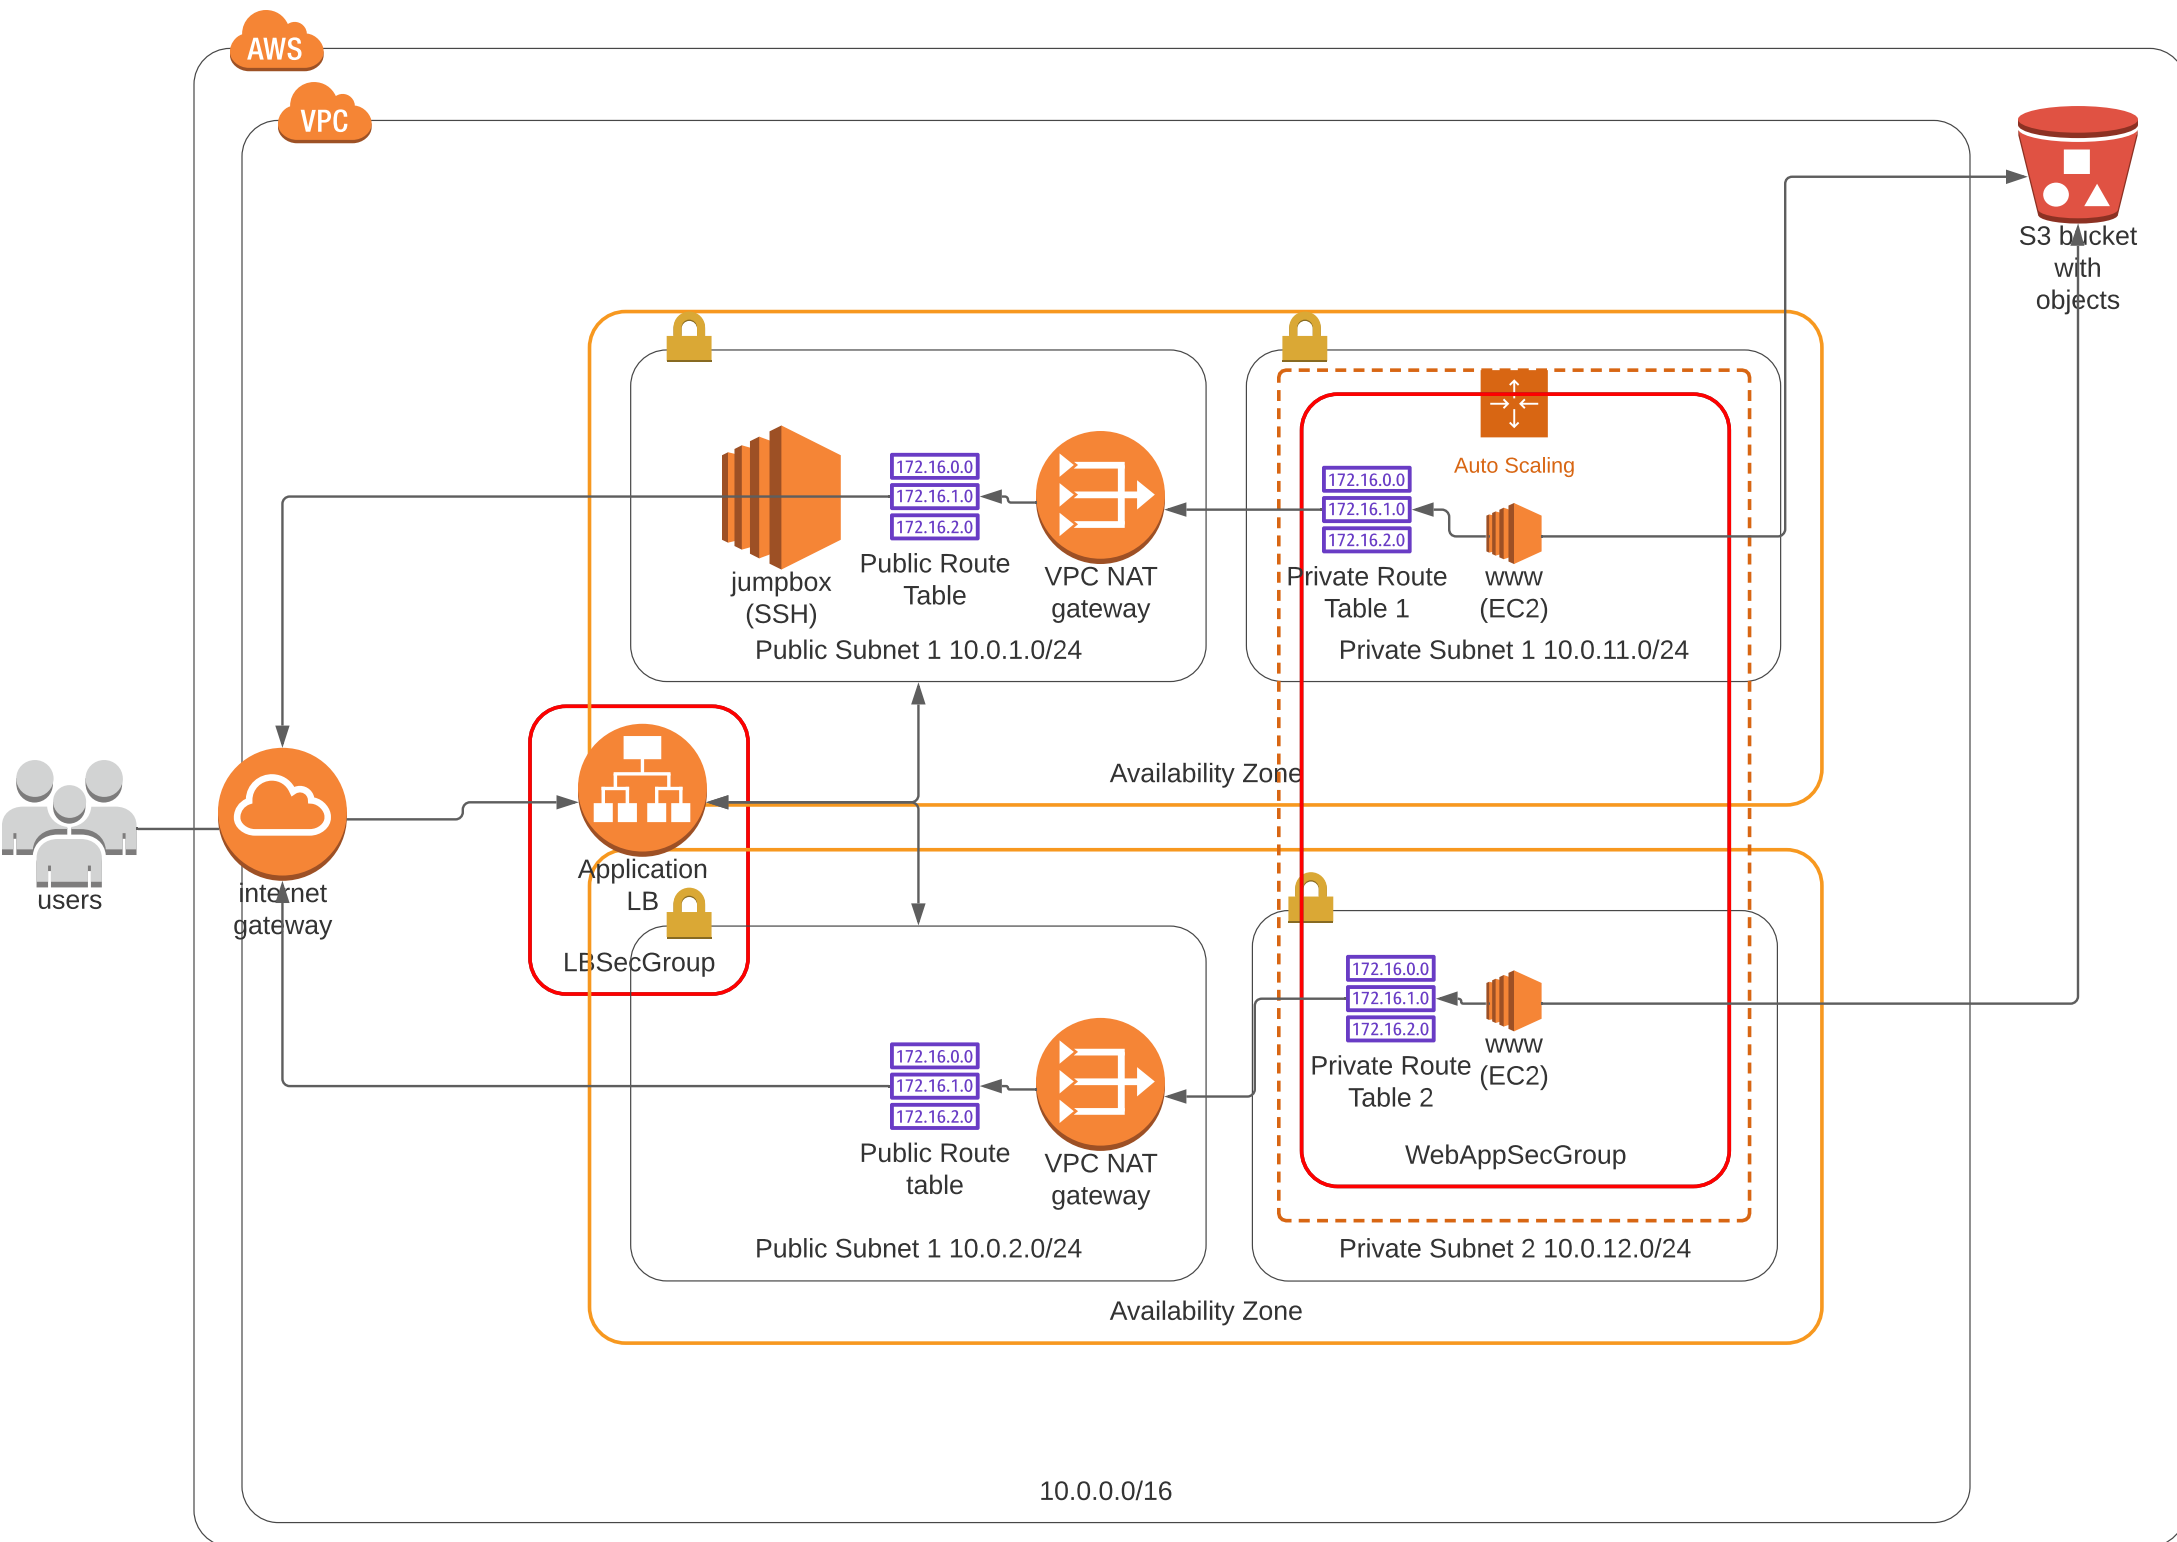 AWS
VPC
S3 bucket
with
objects
Auto Scaling
172.16.0.0
172.16.1.0
172.16.2.0
172.16.0.0
172.16.1.0
172.16.2.0
jumpbox
(SSH)
Public Route
Table
VPC NAT
gateway
Private Route
Table 1
www
(EC2)
Public Subnet 1 10.0.1.0/24
Private Subnet 1 10.0.11.0/24
Availability Zone
users
internet
gateway
Application
LB
LBSecGroup
172.16.0.0
172.16.1.0
172.16.2.0
www
(EC2)
Private Route
Table 2
172.16.0.0
172.16.1.0
172.16.2.0
Public Route
table
VPC NAT
gateway
WebAppSecGroup
Public Subnet 1 10.0.2.0/24
Private Subnet 2 10.0.12.0/24
Availability Zone
10.0.0.0/16